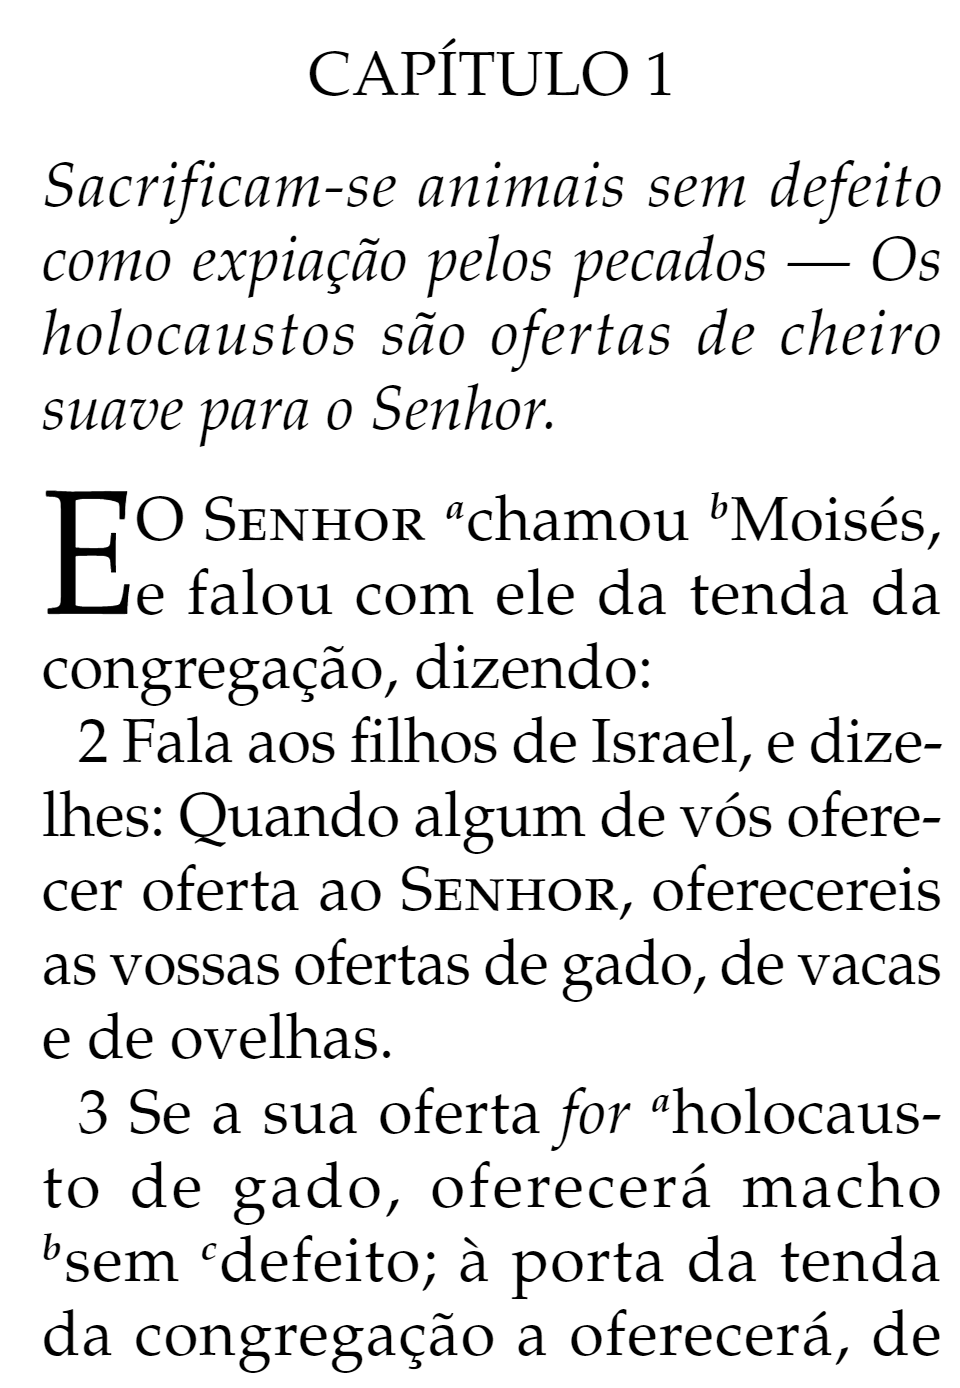 CAPÍTULO 1
Sacrificam-se animais sem defeito
como expiação pelos pecados — Os
holocaustos são ofertas de cheiro
suave para o Senhor.
EO SENHOR ᵃchamou ᵇMoisés,
e falou com ele da tenda da
congregação, dizendo:
2 Fala aos filhos de Israel, e dize-
lhes: Quando algum de vós ofere-
cer oferta ao SENHOR, oferecereis
as vossas ofertas de gado, de vacas
e de ovelhas.
3 Se a sua oferta for ᵃholocaus-
to de gado, oferecerá macho
ᵇsem ᶜdefeito; à porta da tenda
da congregação a oferecerá, de